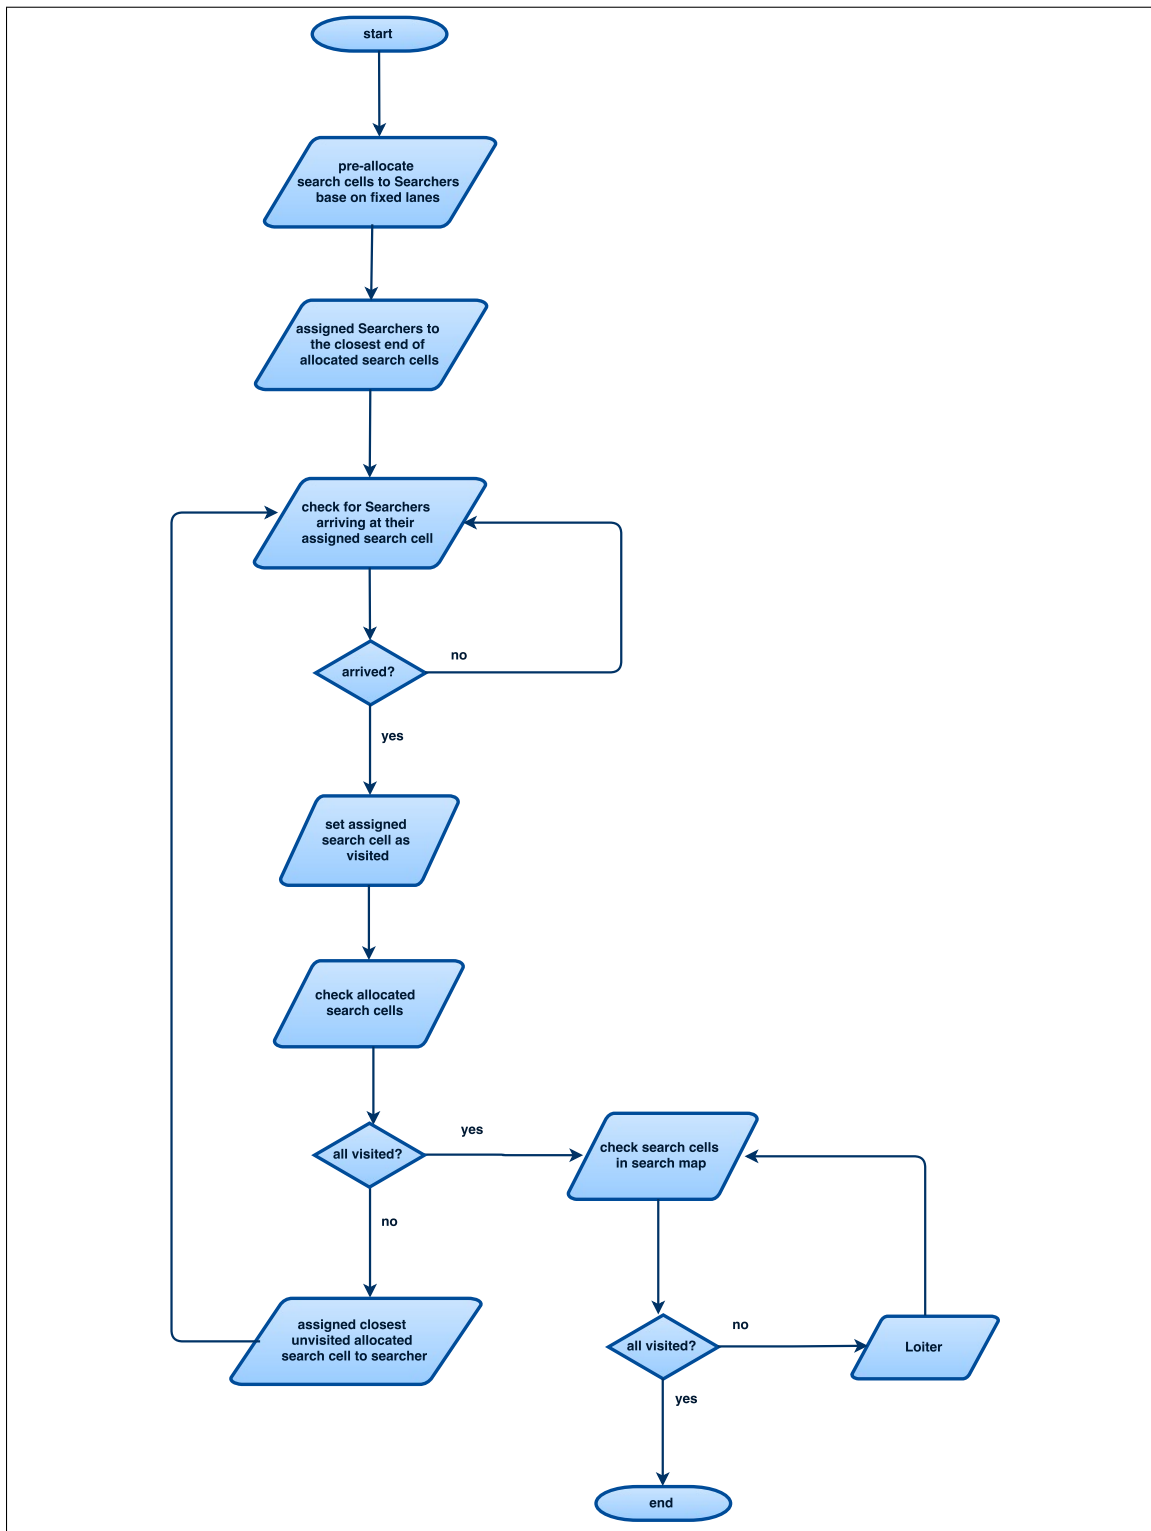 start
pre-allocate
search cells to Searchers
base on fixed lanes
assigned Searchers to
the closest end of
allocated search cells
check for Searchers
arriving at their
assigned search cell
arrived?
no
yes
set assigned
search cell as
visited
check allocated
search cells
all visited?
yes
no
check search cells
in search map
assigned closest
unvisited allocated
search cell to searcher
all visited?
no
Loiter
yes
end